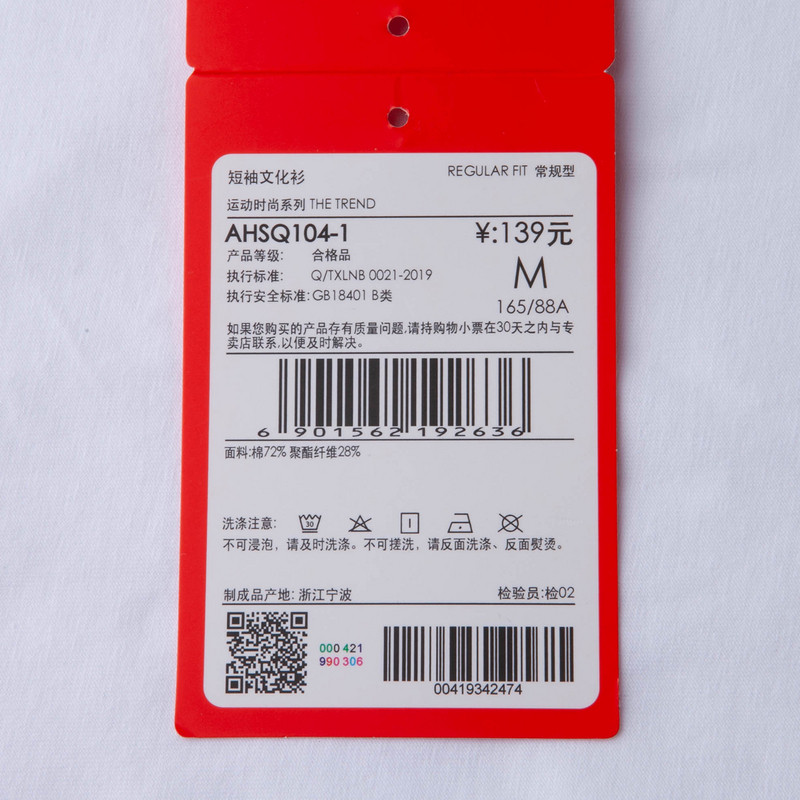 短袖文化衫
REGULAR FIT 常规型
运动时尚系列 THE TREND
AHSQ104-1
¥:139元
产品等级: 合格品
M
执行标准: Q/TXLNB 0021-2019
执行安全标准:GB18401 B类
165/88A
如果您购买的产品存有质量问题,请持购物小票在30天之内与专
卖店联系,以便及时解决。
6 901562 192636
面料:棉72% 聚酯纤维28%
洗涤注意: 30
不可浸泡，请及时洗涤。不可搓洗，请反面洗涤、反面熨烫。
制成品产地: 浙江宁波
检验员:检02
000 421
990 306
00419342474